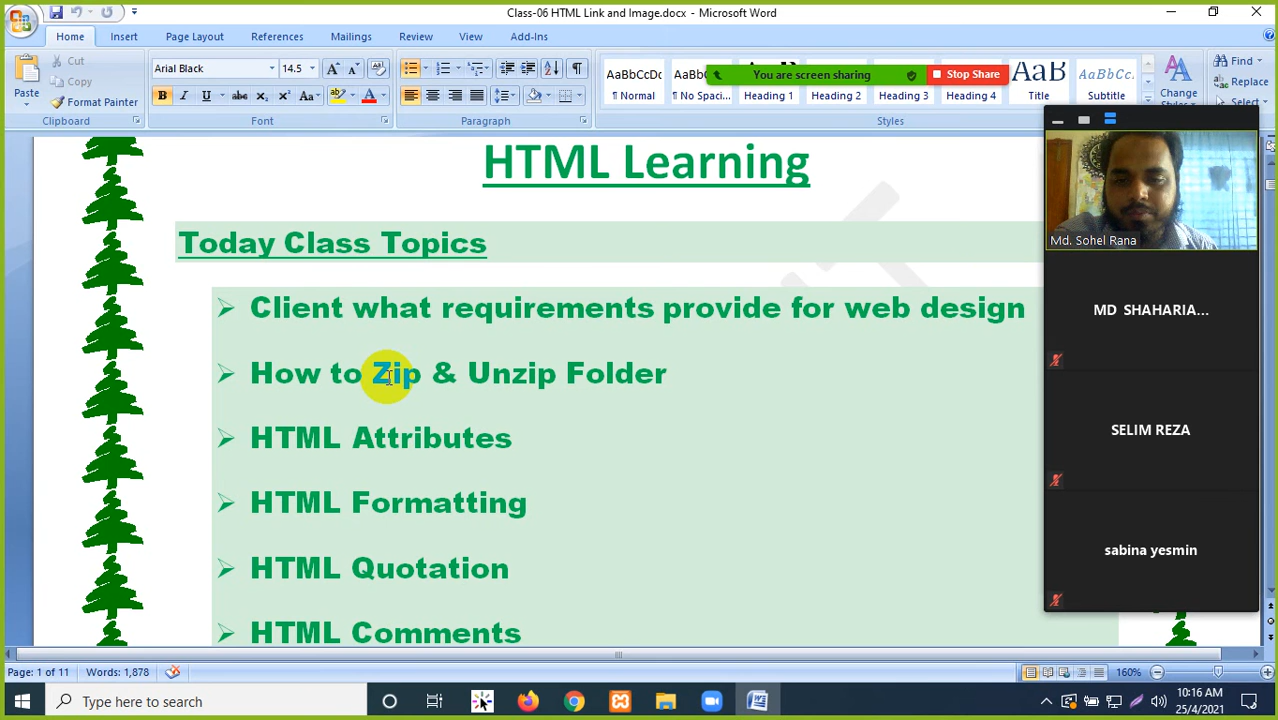 Class-06 HTML Link and Image.docx - Microsoft Word
Home Insert Page Layout References Mailings Review View Add-Ins
Paste
Cut
Copy
Format Painter
Clipboard
Arial Black 14.5
Font
Paragraph
AaBbCcDc
¶ Normal
AaBbC
¶ No Spaci...
Heading 1
Heading 2
Heading 3
Heading 4
AaB
Title
AaBbCcL
Subtitle
Styles
Change Styles
Find
Replace
Select
You are screen sharing
Stop Share
HTML Learning
Today Class Topics
Client what requirements provide for web design
How to Zip & Unzip Folder
HTML Attributes
HTML Formatting
HTML Quotation
HTML Comments
Md. Sohel Rana
MD SHAHARIA...
SELIM REZA
sabina yesmin
Page: 1 of 11
Words: 1,878
160%
Type here to search
10:16 AM
25/4/2021